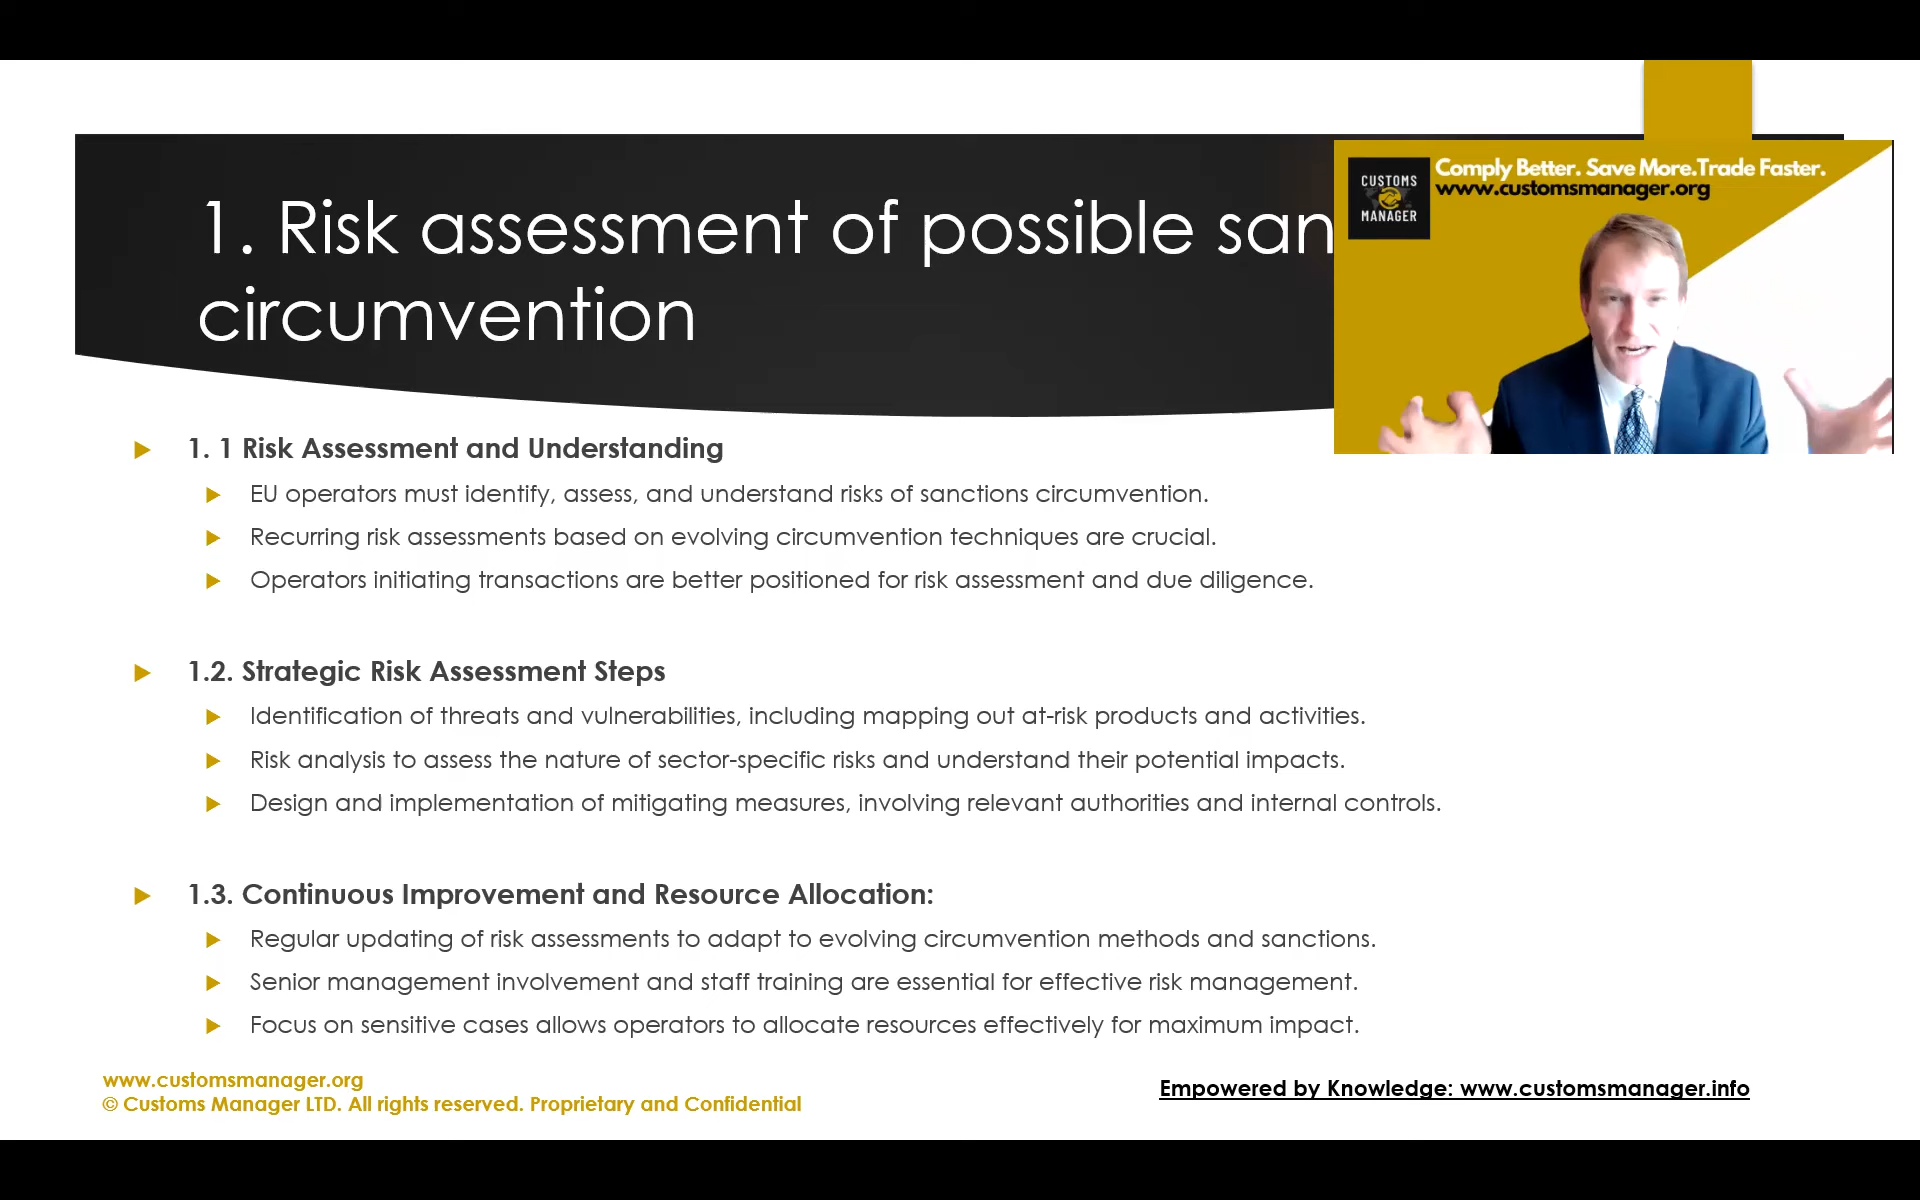 1. Risk assessment of possible san
circumvention
CUSTOMS
MANAGER
Comply Better. Save More.Trade Faster.
www.customsmanager.org
1. 1 Risk Assessment and Understanding
EU operators must identify, assess, and understand risks of sanctions circumvention.
Recurring risk assessments based on evolving circumvention techniques are crucial.
Operators initiating transactions are better positioned for risk assessment and due diligence.
1.2. Strategic Risk Assessment Steps
Identification of threats and vulnerabilities, including mapping out at-risk products and activities.
Risk analysis to assess the nature of sector-specific risks and understand their potential impacts.
Design and implementation of mitigating measures, involving relevant authorities and internal controls.
1.3. Continuous Improvement and Resource Allocation:
Regular updating of risk assessments to adapt to evolving circumvention methods and sanctions.
Senior management involvement and staff training are essential for effective risk management.
Focus on sensitive cases allows operators to allocate resources effectively for maximum impact.
www.customsmanager.org
© Customs Manager LTD. All rights reserved. Proprietary and Confidential
Empowered by Knowledge: www.customsmanager.info